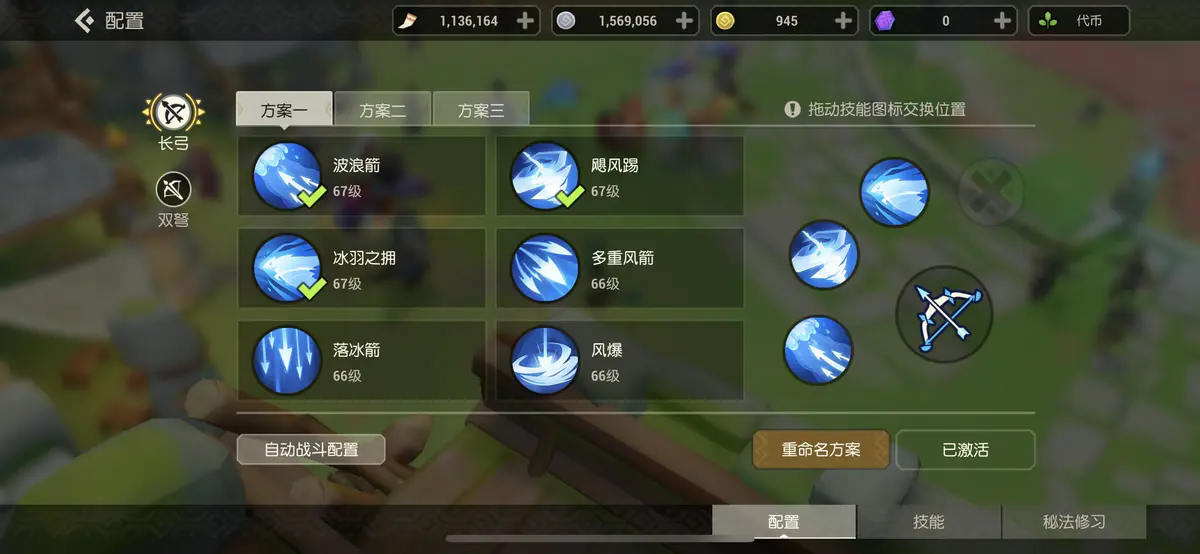 配置
1,136,164
1,569,056
945
0
代币
长弓
双弩
方案一
方案二
方案三
拖动技能图标交换位置
波浪箭
67级
飓风踢
67级
冰羽之拥
67级
多重风箭
66级
落冰箭
66级
风爆
66级
自动战斗配置
重命名方案
已激活
配置
技能
秘法修习